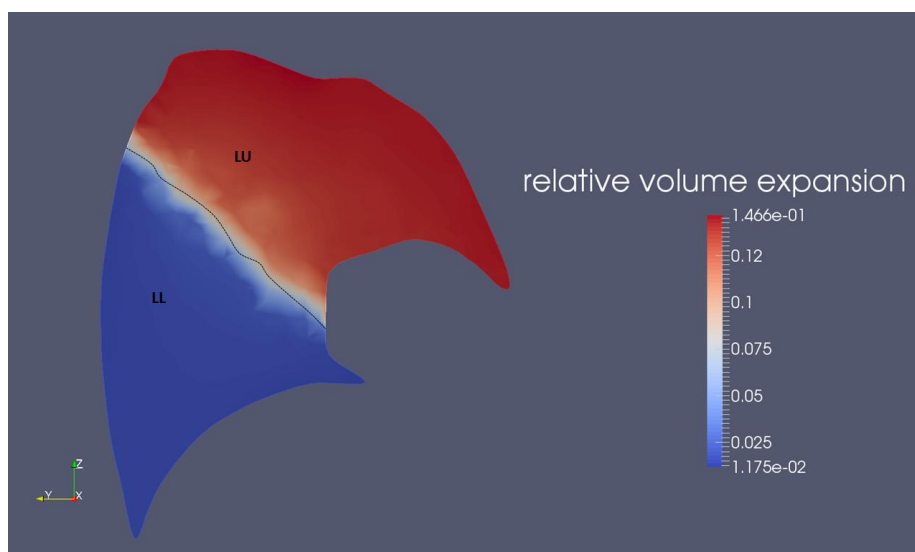 LU
relative volume expansion
1.466e-01
0.12
0.1
0.075
LL
0.05
0.025
1.175e-02
Z
Y
X